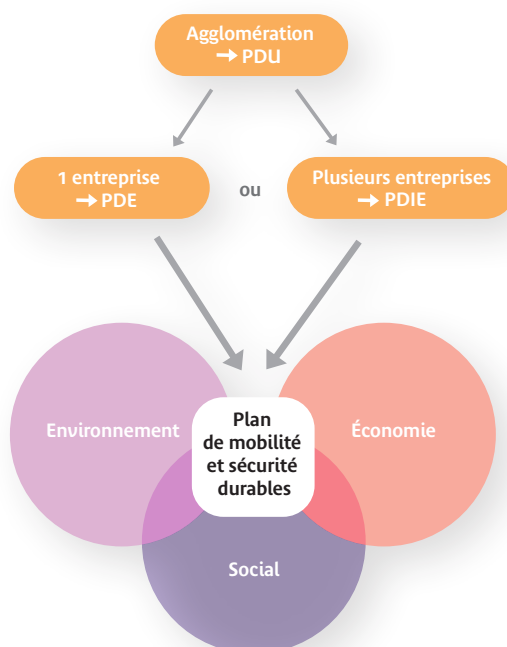 Agglomération
→ PDU
1 entreprise
→ PDE
ou
Plusieurs entreprises
→ PDIE
Environnement
Plan
de mobilité
et sécurité
durables
Économie
Social